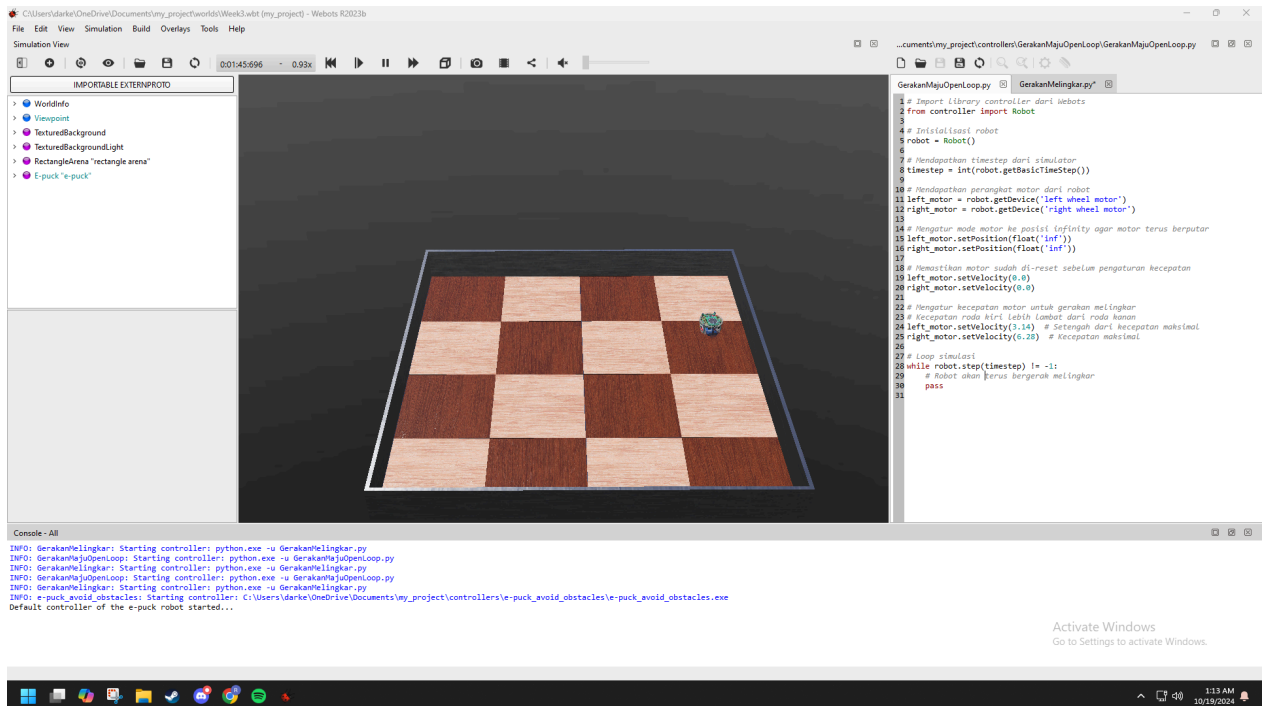 C:\Users\darke\OneDrive\Documents\my_project\worlds\Week3.wbt (my_project) - Webots R2023b
File Edit View Simulation Build Overlays Tools Help
Simulation View
0:01:45:696 - 0.93x
IMPORTABLE EXTERNPROTO
WorldInfo
Viewpoint
TexturedBackground
TexturedBackgroundLight
RectangleArena "rectangle arena"
E-puck "e-puck"
...cuments\my_project\controllers\GerakanMajuOpenLoop\GerakanMajuOpenLoop.py
GerakanMajuOpenLoop.py GerakanMelingkar.py*
1 # Import library controller dari Webots
2 from controller import Robot
3
4 # Inisialisasi robot
5 robot = Robot()
6
7 # Mendapatkan timestep dari simulator
8 timestep = int(robot.getBasicTimeStep())
9
10 # Mendapatkan perangkat motor dari robot
11 left_motor = robot.getDevice('left wheel motor')
12 right_motor = robot.getDevice('right wheel motor')
13
14 # Mengatur mode motor ke posisi infinity agar motor terus berputar
15 left_motor.setPosition(float('inf'))
16 right_motor.setPosition(float('inf'))
17
18 # Memastikan motor sudah di-reset sebelum pengaturan kecepatan
19 left_motor.setVelocity(0.0)
20 right_motor.setVelocity(0.0)
21
22 # Mengatur kecepatan motor untuk gerakan melingkar
23 # Kecepatan roda kiri lebih lambat dari roda kanan
24 left_motor.setVelocity(3.14) # Setengah dari kecepatan maksimal
25 right_motor.setVelocity(6.28) # Kecepatan maksimal
26
27 # Loop simulasi
28 while robot.step(timestep) != -1:
29 # Robot akan terus bergerak melingkar
30 pass
31
Console - All
INFO: GerakanMelingkar: Starting controller: python.exe -u GerakanMelingkar.py
INFO: GerakanMajuOpenLoop: Starting controller: python.exe -u GerakanMajuOpenLoop.py
INFO: GerakanMelingkar: Starting controller: python.exe -u GerakanMelingkar.py
INFO: GerakanMajuOpenLoop: Starting controller: python.exe -u GerakanMajuOpenLoop.py
INFO: GerakanMelingkar: Starting controller: python.exe -u GerakanMelingkar.py
INFO: e-puck_avoid_obstacles: Starting controller: C:\Users\darke\OneDrive\Documents\my_project\controllers\e-puck_avoid_obstacles\e-puck_avoid_obstacles.exe
Default controller of the e-puck robot started...
Activate Windows
Go to Settings to activate Windows.
1:13 AM
10/19/2024